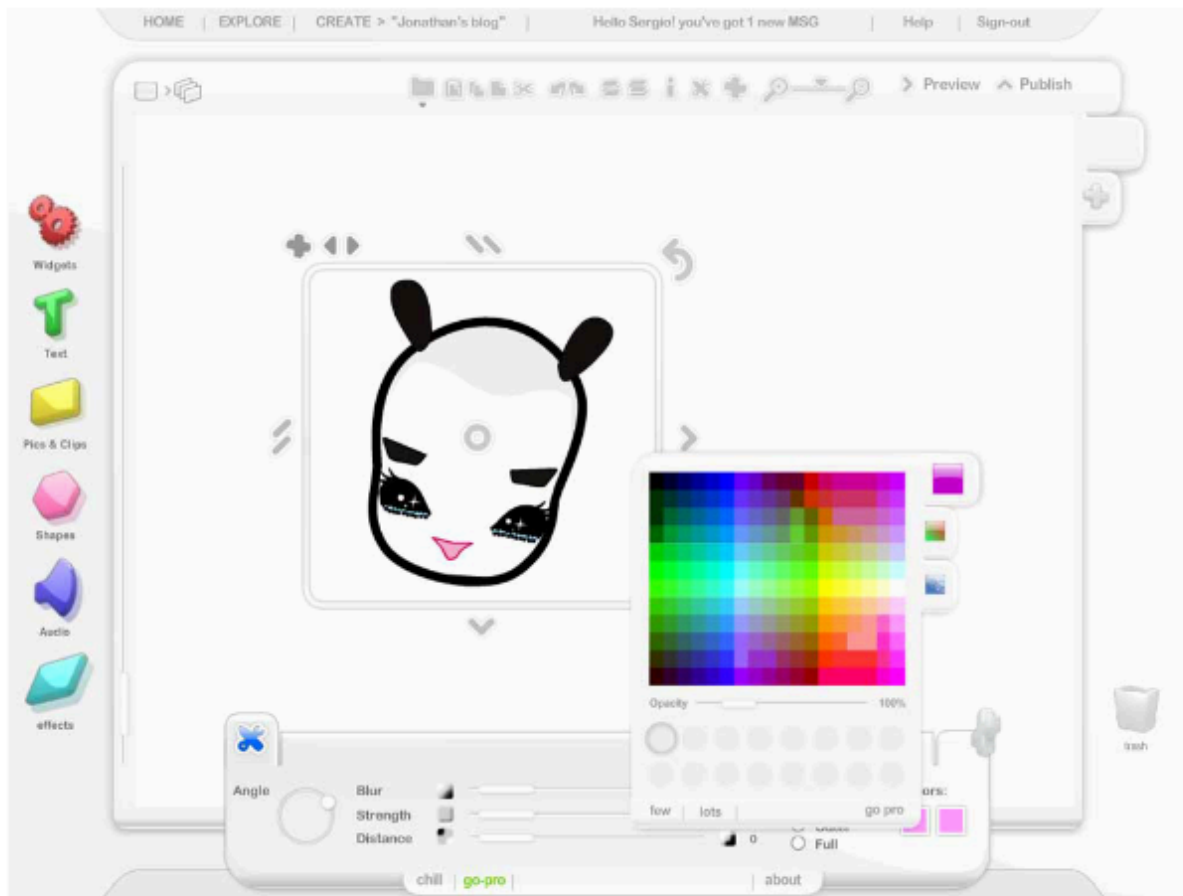 HOME | EXPLORE | CREATE > "Jonathan's blog" | Hello Sergio! you've got 1 new MSG | Help | Sign-out
> Preview ^ Publish
Widgets
Text
Pics & Clips
Shapes
Audio
effects
Opacity 100%
trash
Angle
Blur
Strength
Distance 0
few | lots | go pro
ors:
Full
chill | go-pro | about